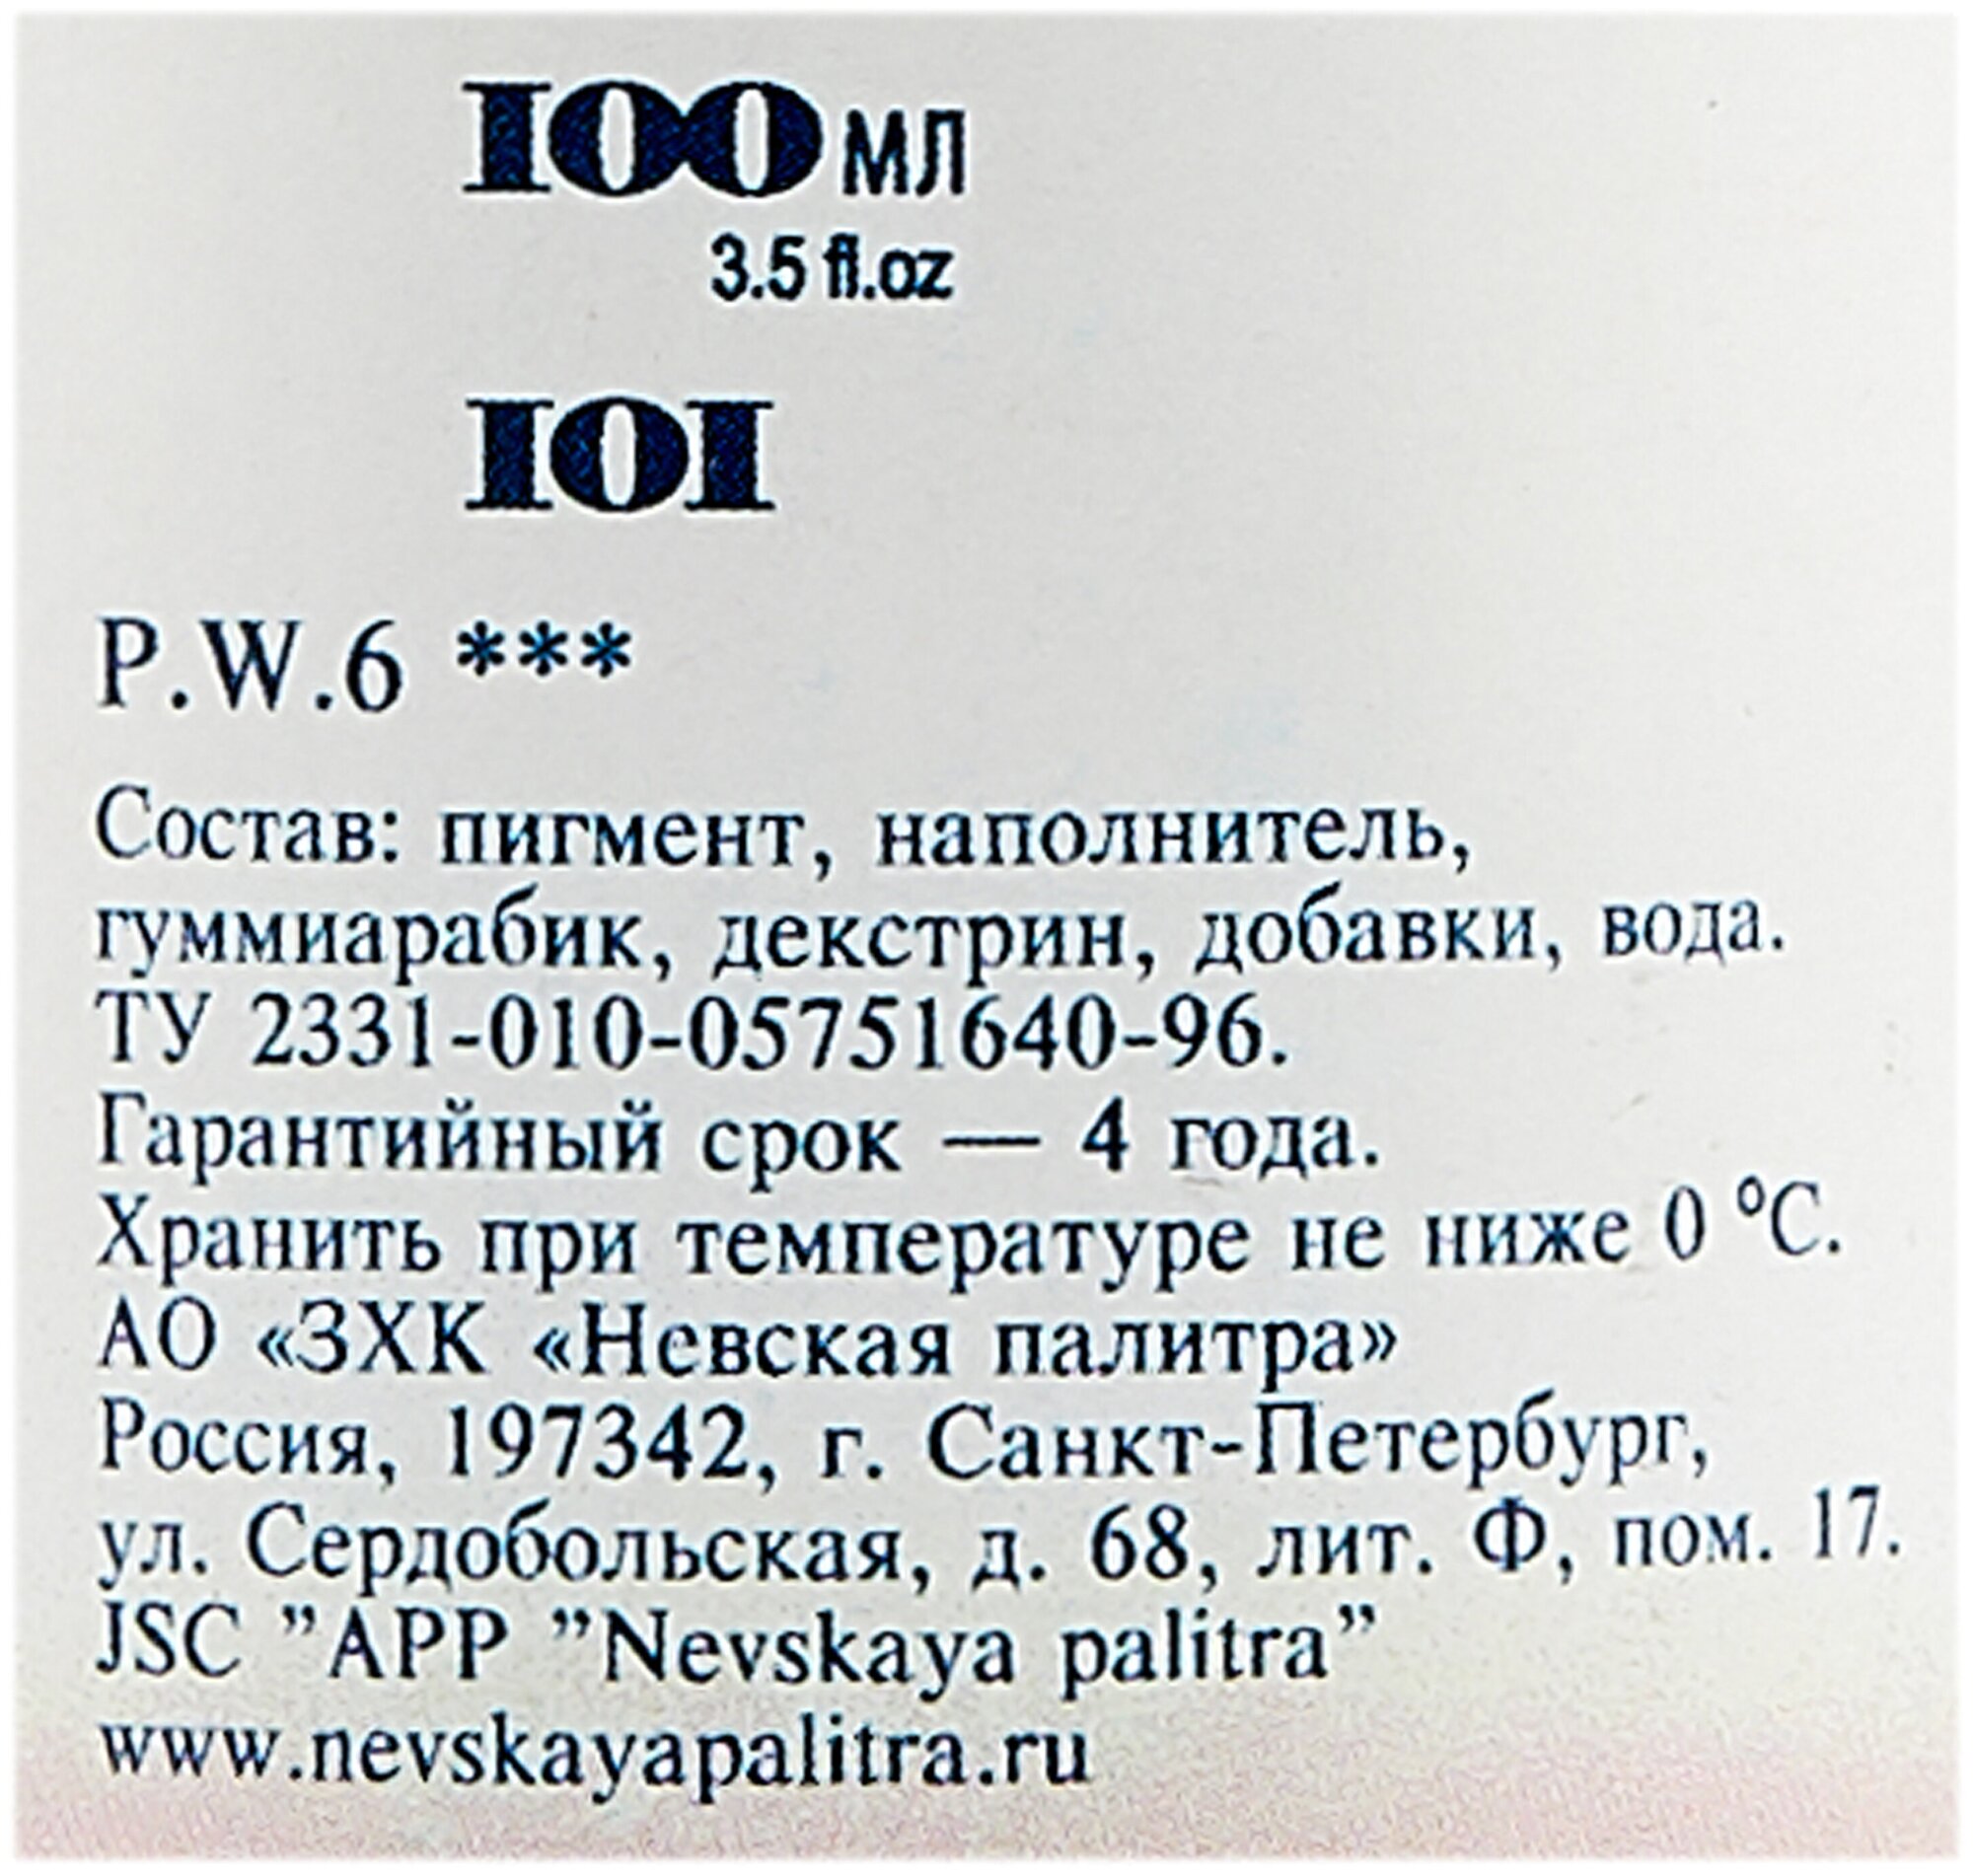 100 мл
3.5 fl.oz
101
P.W.6 ***
Состав: пигмент, наполнитель,
гуммиарабик, декстрин, добавки, вода.
ТУ 2331-010-05751640-96.
Гарантийный срок — 4 года.
Хранить при температуре не ниже 0 °С.
АО «ЗХК «Невская палитра»
Россия, 197342, г. Санкт-Петербург,
ул. Сердобольская, д. 68, лит. Ф, пом. 17.
JSC ”APP ”Nevskaya palitra”
www.nevskayapalitra.ru